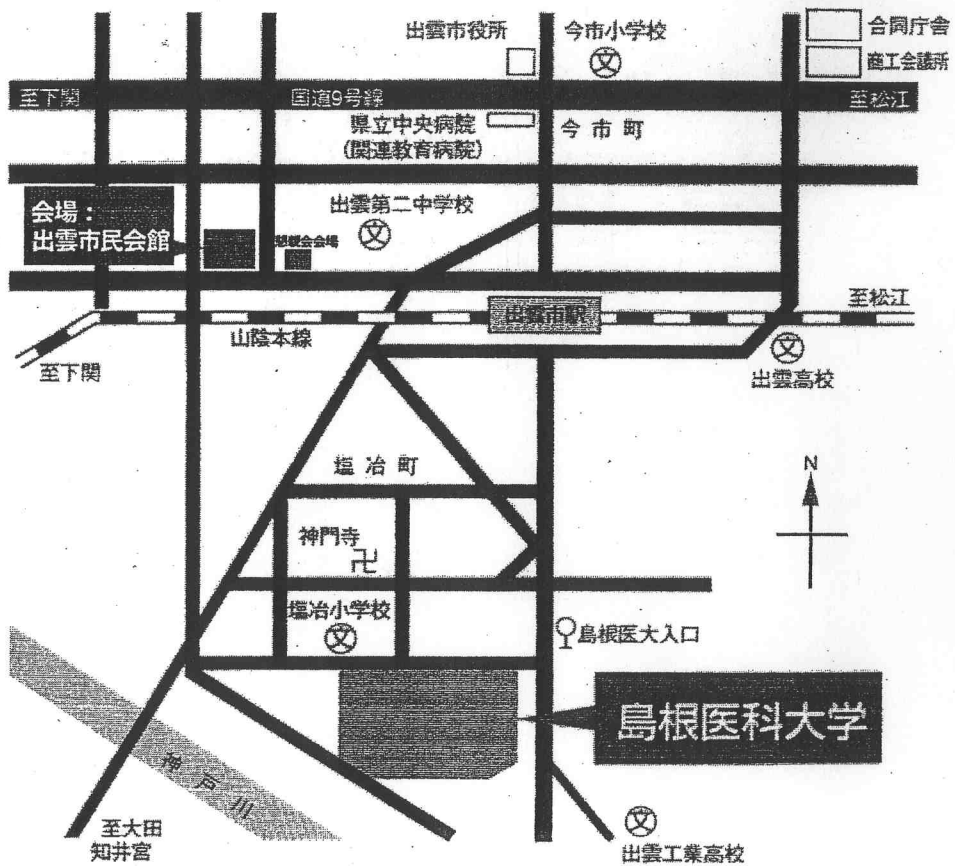 出雲市役所
今市小学校
文
合同庁舎
商工会議所
至下関
国道9号線
至松江
県立中央病院
(関連教育病院)
今市町
会場：
出雲市民会館
出雲第二中学校
文
懇親会会場
出雲市駅
至松江
山陰本線
至下関
文
出雲高校
塩冶町
N
神門寺
卍
塩冶小学校
文
島根医大入口
島根医科大学
神戸川
至大田
知井宮
文
出雲工業高校